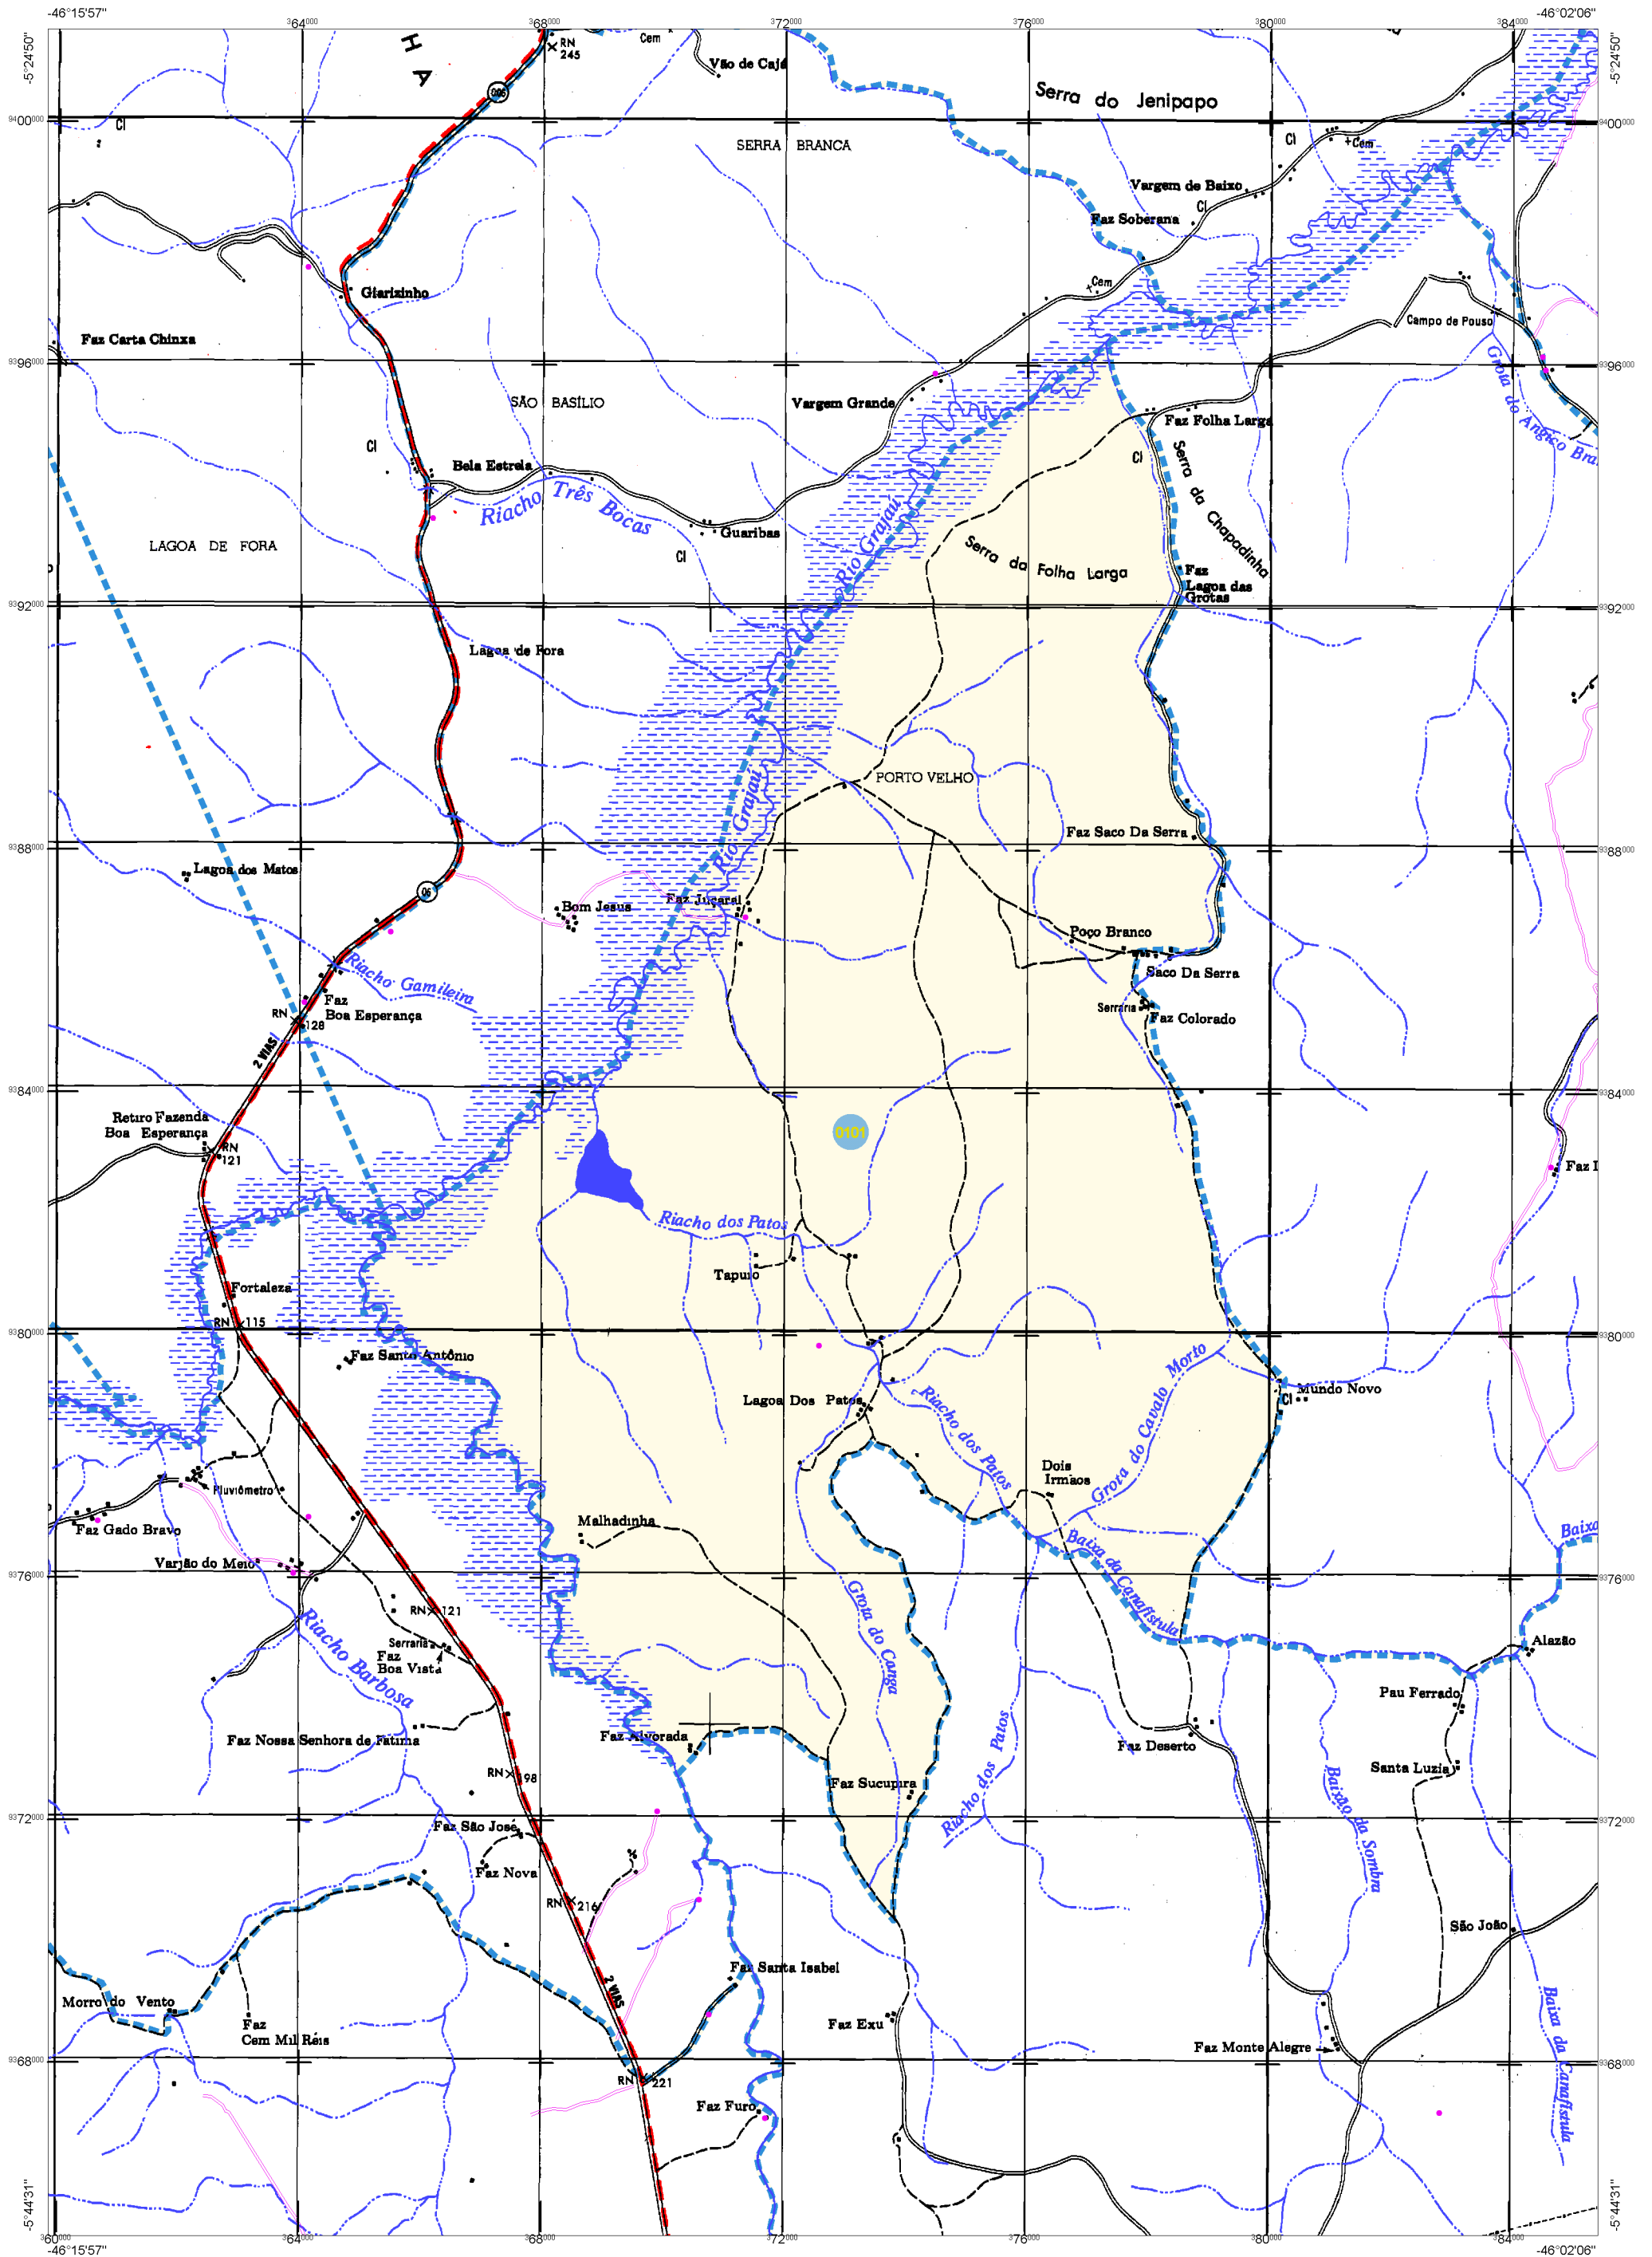 -46°15'57"
-46°02'06"
364000
368000
372000
376000
380000
384000
-5°24'50"
-5°24'50"
H
A
RN
245
Cem
Vão de Cajá
Serra do Jenipapo
006
9400000
9400000
Cl
Cl
+Cem
SERRA BRANCA
Vargem de Baixo
Cl
Faz Soberana
+Cem
Giarizinho
Campo de Pouso
Faz Carta Chinxa
9396000
9396000
Grota do Angico Bra
SÃO BASÍLIO
Vargem Grande
Faz Folha Larga
Cl
Cl
Serra da Chapadinha
Bela Estrela
Riacho Três Bocas
Rio Grajaú
LAGOA DE FORA
Guaribas
Cl
Serra da Folha Larga
Faz
Lagoa das
Grotas
9392000
9392000
Lagoa de Fora
PORTO VELHO
Rio Grajaú
Faz Saco Da Serra
9388000
9388000
Lagoa dos Matos
06
Bom Jesus
Faz Juçaral
Poço Branco
Saco Da Serra
Riacho Gamileira
Faz
Boa Esperança
RN
128
Serraria
Faz Colorado
2 VIAS
9384000
9384000
Retiro Fazenda
Boa Esperança
RN
121
0101
Faz I
Riacho dos Patos
Tapuio
Fortaleza
RN
115
9380000
9380000
Faz Santo Antônio
Grota do Cavalo Morto
Mundo Novo
Cl
Lagoa Dos Patos
Riacho dos Patos
Dois
Irmãos
Pluviômetro
Faz Gado Bravo
Malhadinha
Baixa da Canafístula
Baixa
Varjão do Meio
9376000
9376000
RN
121
Grota do Canga
Riacho Barbosa
Serraria
Faz
Boa Vista
Alazão
Pau Ferrado
Faz Nossa Senhora de Fátima
Faz Alvorada
Riacho dos Patos
Faz Deserto
Santa Luzia
RN
198
Faz Sucupira
Baixão da Sombra
9372000
9372000
Faz São José
Faz Nova
RN
216
São João
Faz Santa Isabel
2 VIAS
Morro do Vento
Faz
Cem Mil Réis
Faz Exu
Baixa da Canafístula
Faz Monte Alegre
9368000
9368000
RN
221
Faz Furo
-5°44'31"
-5°44'31"
360000
364000
368000
372000
376000
380000
384000
-46°15'57"
-46°02'06"